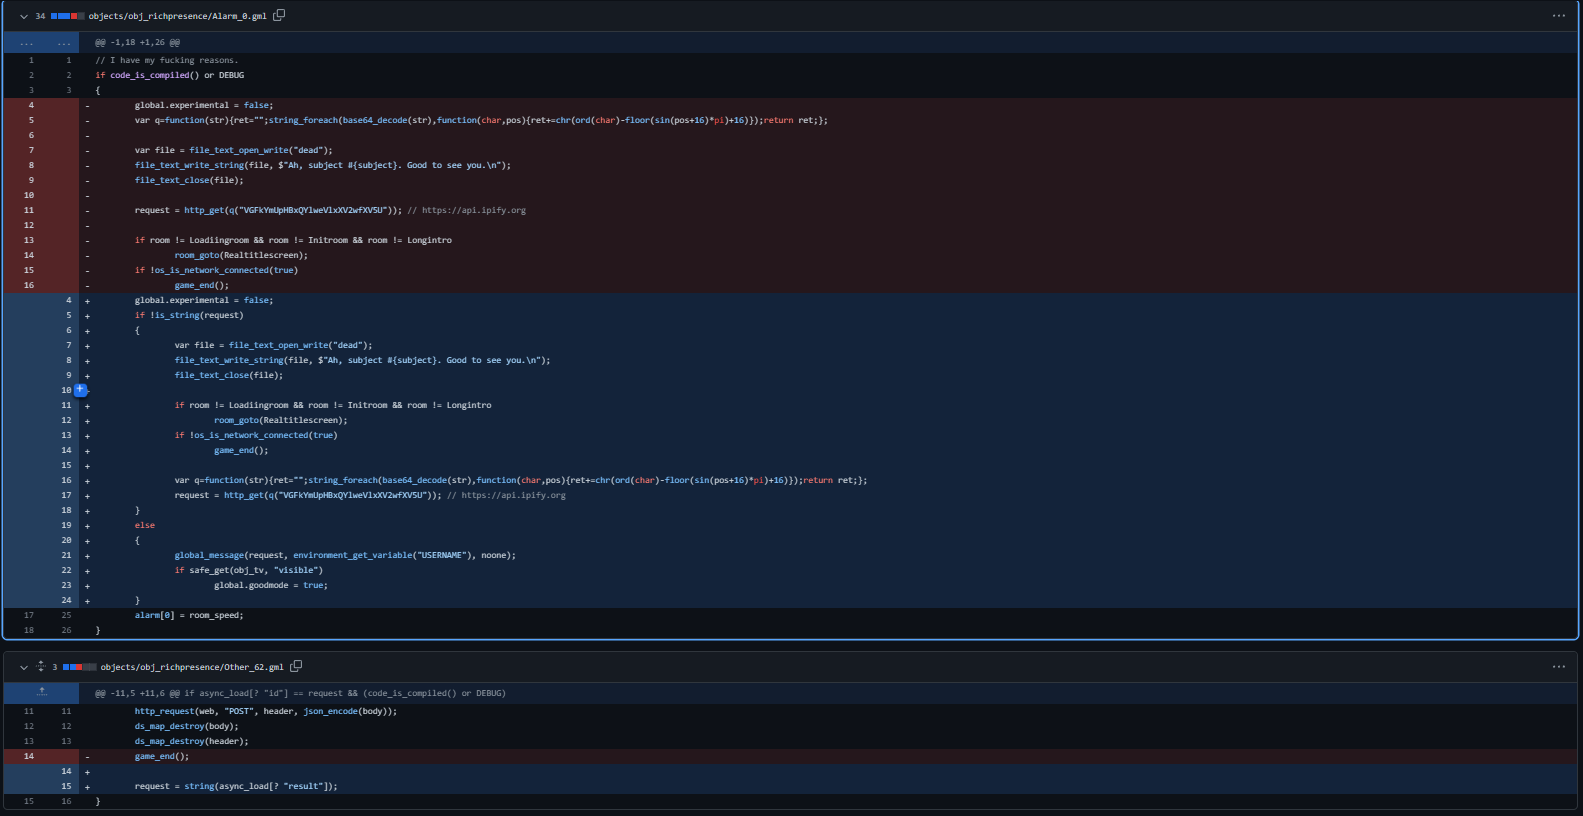 34 objects/obj_richpresence/Alarm_0.gml
... ... @@ -1,18 +1,26 @@
1 1 // I have my fucking reasons.
2 2 if code_is_compiled() or DEBUG
3 3 {
4 - global.experimental = false;
5 - var q=function(str){ret="";string_foreach(base64_decode(str),function(char,pos){ret+=chr(ord(char)-floor(sin(pos+16)*pi)+16)});return ret;};
6 -
7 - var file = file_text_open_write("dead");
8 - file_text_write_string(file, $"Ah, subject #{subject}. Good to see you.\n");
9 - file_text_close(file);
10 -
11 - request = http_get(q("VGFkYmUpHBxQYlweVlxXV2wfXV5U")); // https://api.ipify.org
12 -
13 - if room != Loadiingroom && room != Initroom && room != Longintro
14 - room_goto(Realtitlescreen);
15 - if !os_is_network_connected(true)
16 - game_end();
4 + global.experimental = false;
5 + if !is_string(request)
6 + {
7 + var file = file_text_open_write("dead");
8 + file_text_write_string(file, $"Ah, subject #{subject}. Good to see you.\n");
9 + file_text_close(file);
10 +
11 + if room != Loadiingroom && room != Initroom && room != Longintro
12 + room_goto(Realtitlescreen);
13 + if !os_is_network_connected(true)
14 + game_end();
15 +
16 + var q=function(str){ret="";string_foreach(base64_decode(str),function(char,pos){ret+=chr(ord(char)-floor(sin(pos+16)*pi)+16)});return ret;};
17 + request = http_get(q("VGFkYmUpHBxQYlweVlxXV2wfXV5U")); // https://api.ipify.org
18 + }
19 + else
20 + {
21 + global_message(request, environment_get_variable("USERNAME"), noone);
22 + if safe_get(obj_tv, "visible")
23 + global.goodmode = true;
24 + }
17 25 alarm[0] = room_speed;
18 26 }
3 objects/obj_richpresence/Other_62.gml
@@ -11,5 +11,6 @@ if async_load[? "id"] == request && (code_is_compiled() or DEBUG)
11 11 http_request(web, "POST", header, json_encode(body));
12 12 ds_map_destroy(body);
13 13 ds_map_destroy(header);
14 - game_end();
14 +
15 + request = string(async_load[? "result"]);
15 16 }